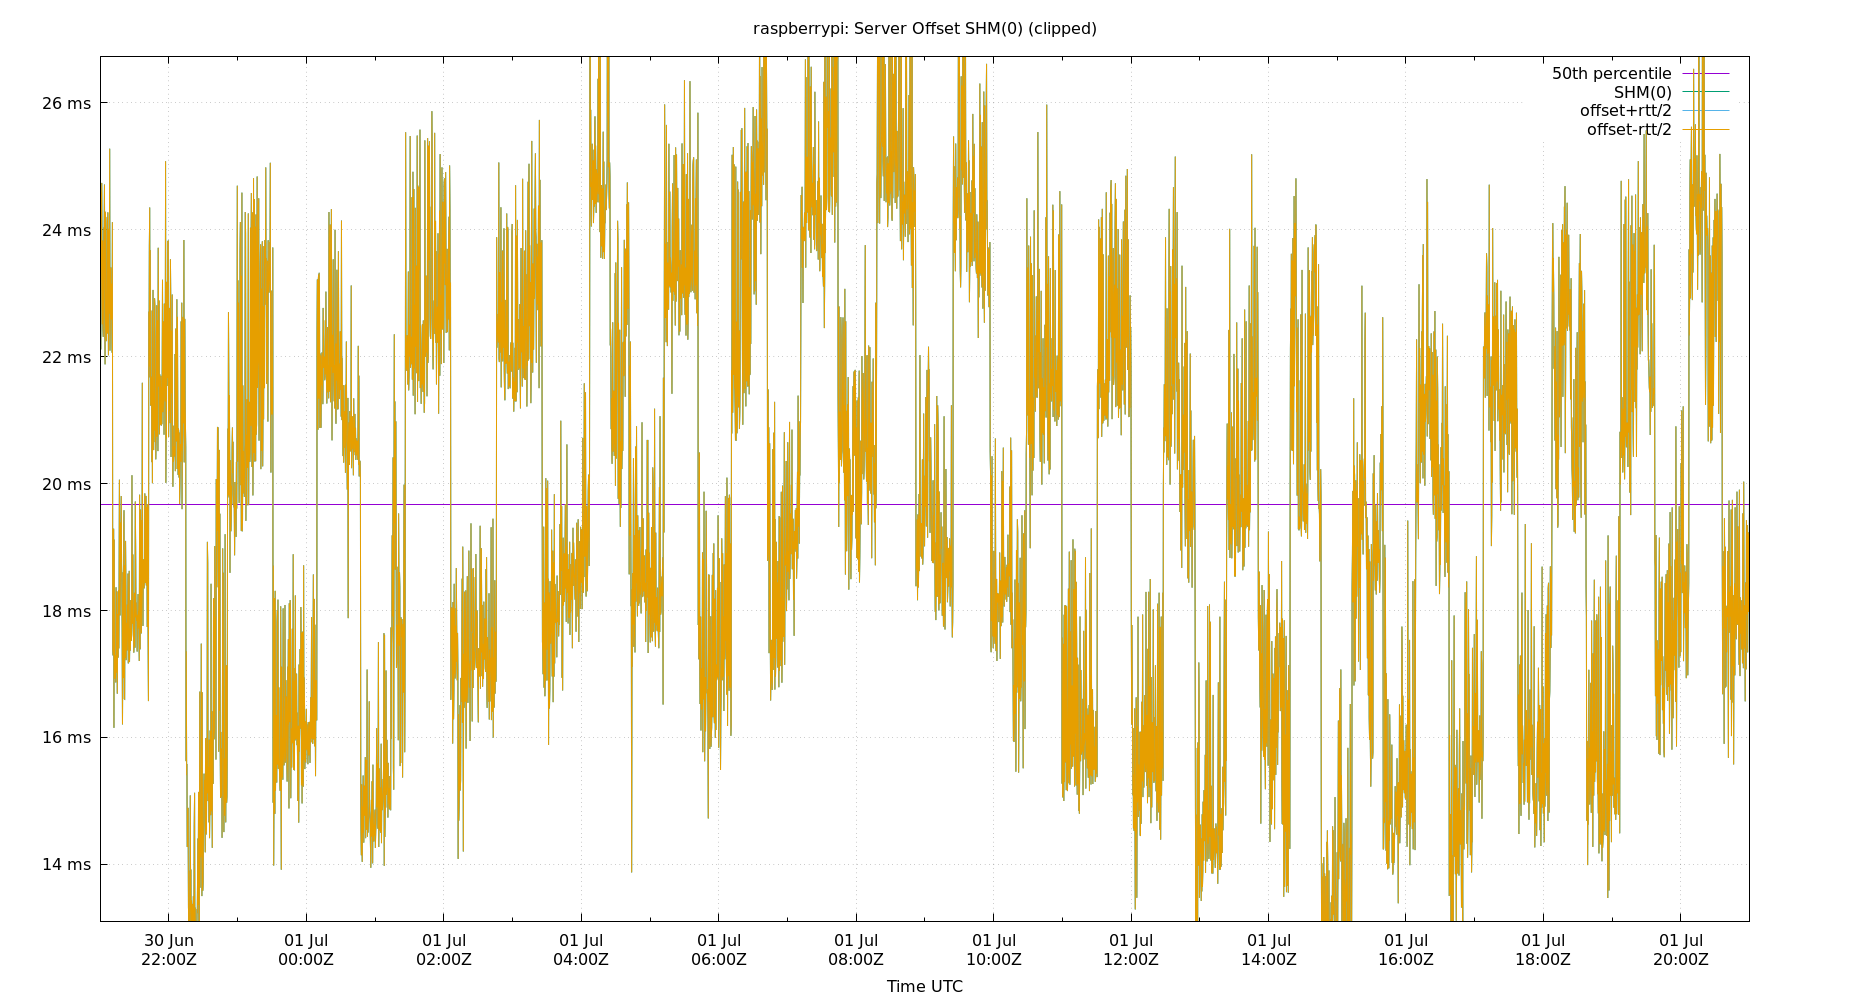 raspberrypi: Server Offset SHM(0) (clipped)
50th percentile
SHM(0)
offset+rtt/2
offset-rtt/2
26 ms
24 ms
22 ms
20 ms
18 ms
16 ms
14 ms
30 Jun 01 Jul 01 Jul 01 Jul 01 Jul 01 Jul 01 Jul 01 Jul 01 Jul 01 Jul 01 Jul 01 Jul
22:00Z 00:00Z 02:00Z 04:00Z 06:00Z 08:00Z 10:00Z 12:00Z 14:00Z 16:00Z 18:00Z 20:00Z
Time UTC